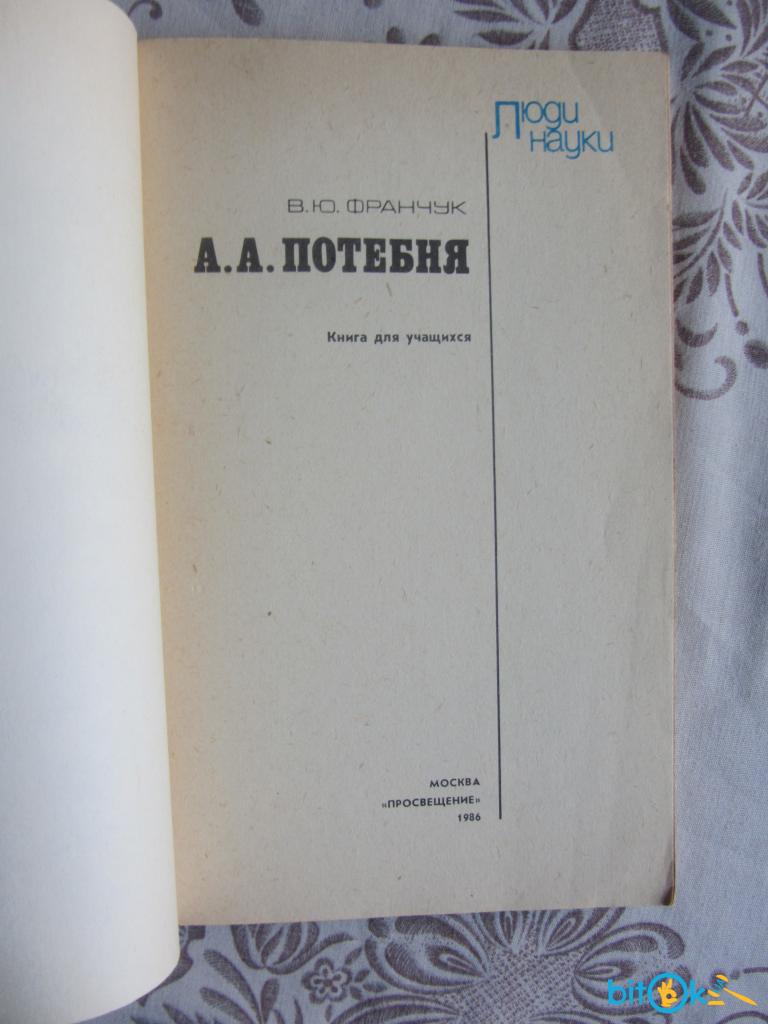 Люди
науки
В.Ю. ФРАНЧУК
А.А. ПОТЕБНЯ
Книга для учащихся
МОСКВА
«ПРОСВЕЩЕНИЕ»
1986
bitok